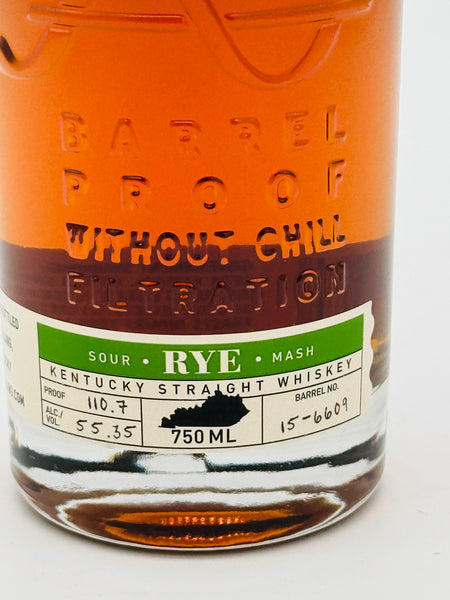 BARREL
PROOF
WITHOUT CHILL
FILTRATION
SOUR • RYE • MASH
KENTUCKY STRAIGHT WHISKEY
PROOF 110.7
ALC/VOL. 55.35
750 ML
BARREL NO.
15-6609